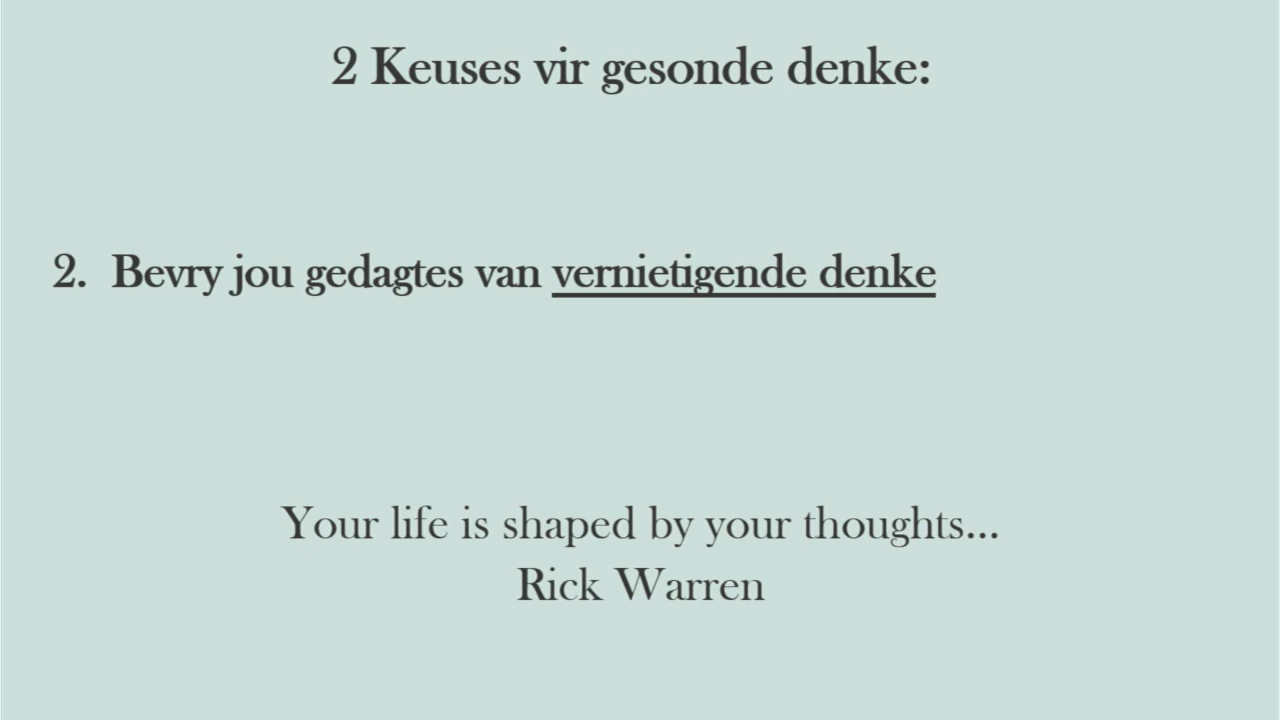 2 Keuses vir gesonde denke:
2. Bevry jou gedagtes van vernietigende denke
Your life is shaped by your thoughts...
Rick Warren